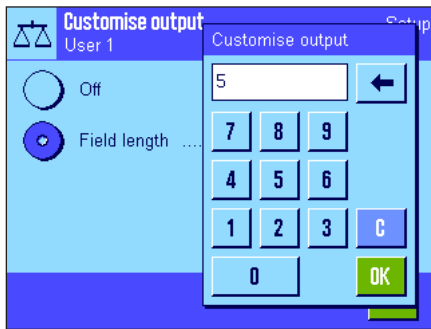 Customise output
User 1
Setup
Customise output
Off
5
Field length ....
7 8 9
4 5 6
1 2 3 C
0 OK